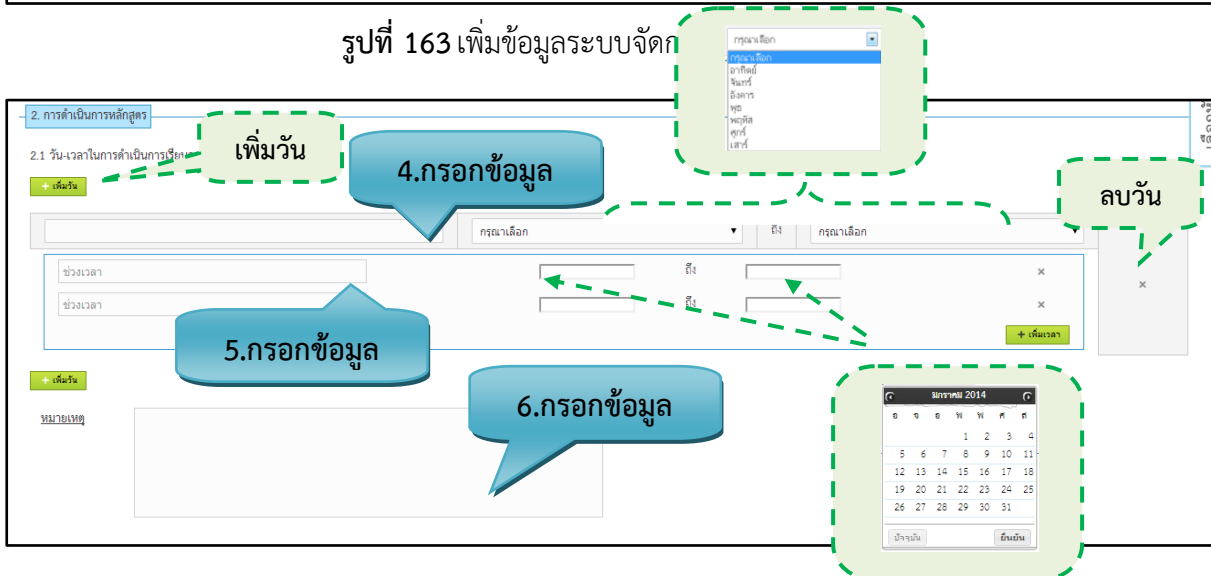 รูปที่ 163 เพิ่มข้อมูลระบบจัดก
กรุณาเลือก
กรุณาเลือก
อาทิตย์
จันทร์
อังคาร
พุธ
พฤหัส
ศุกร์
เสาร์
2. การดำเนินการหลักสูตร
2.1 วัน-เวลาในการดำเนินการเรียน
เพิ่มวัน
+ เพิ่มวัน
4.กรอกข้อมูล
ลบวัน
กรุณาเลือก ถึง กรุณาเลือก
ช่วงเวลา ถึง ×
ช่วงเวลา ถึง ×
×
+ เพิ่มเวลา
5.กรอกข้อมูล
+ เพิ่มวัน
หมายเหตุ
6.กรอกข้อมูล
มกราคม 2014
อ จ อ พ พ ศ ส
1 2 3 4
5 6 7 8 9 10 11
12 13 14 15 16 17 18
19 20 21 22 23 24 25
26 27 28 29 30 31
ปัจจุบัน ยืนยัน